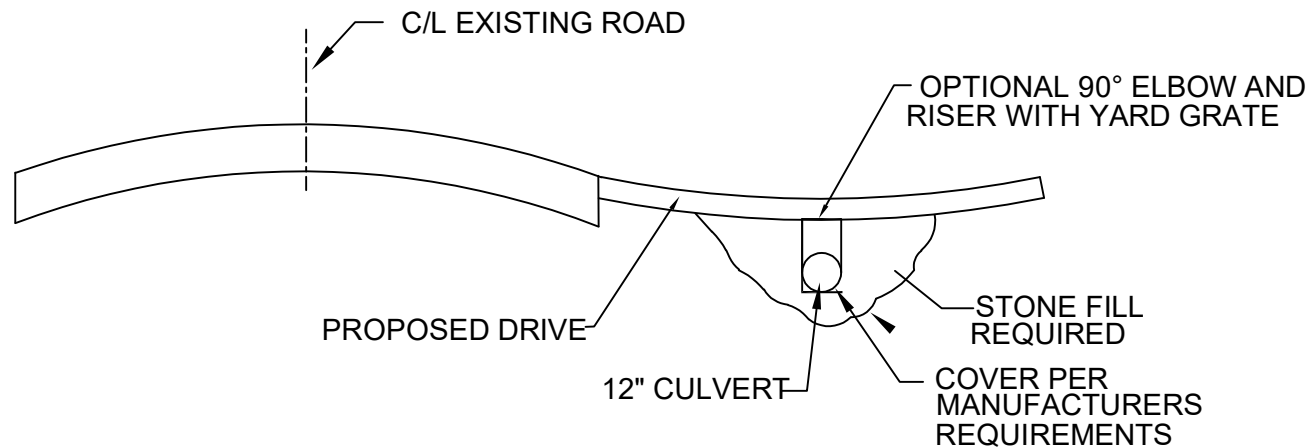 C/L EXISTING ROAD
OPTIONAL 90° ELBOW AND
RISER WITH YARD GRATE
PROPOSED DRIVE
STONE FILL
REQUIRED
12" CULVERT
COVER PER
MANUFACTURERS
REQUIREMENTS